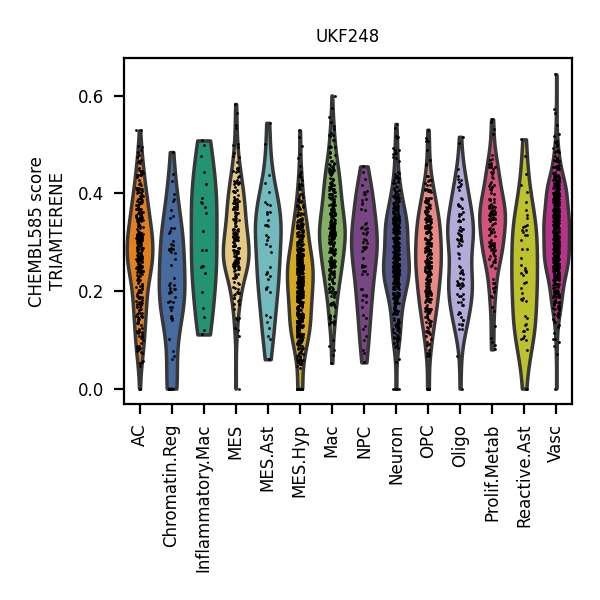 UKF248
CHEMBL585 score
TRIAMTERENE
0.6
0.4
0.2
0.0
AC
Chromatin.Reg
Inflammatory.Mac
MES
MES.Ast
MES.Hyp
Mac
NPC
Neuron
OPC
Oligo
Prolif.Metab
Reactive.Ast
Vasc